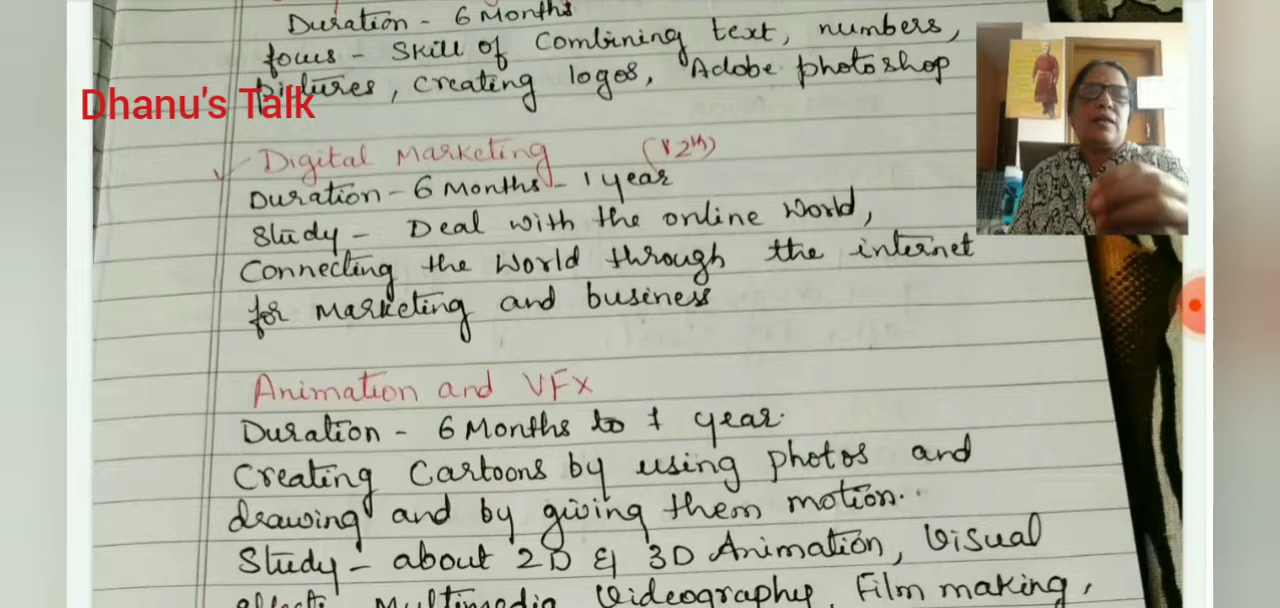 Duration - 6 Months
focus - Skill of Combining text, numbers,
pictures, creating logos, Adobe photoshop
Dhanu's Talk
Digital Marketing
Duration - 6 Months - 1 year
Study - Deal with the online World,
Connecting the World through the internet
for Marketing and business
Animation and VFX
Duration - 6 Months to 1 year.
Creating Cartoons by using photos and
drawing and by giving them motion.
Study - about 2D & 3D Animation, Visual
effects, Multimedia Videography, Film making,